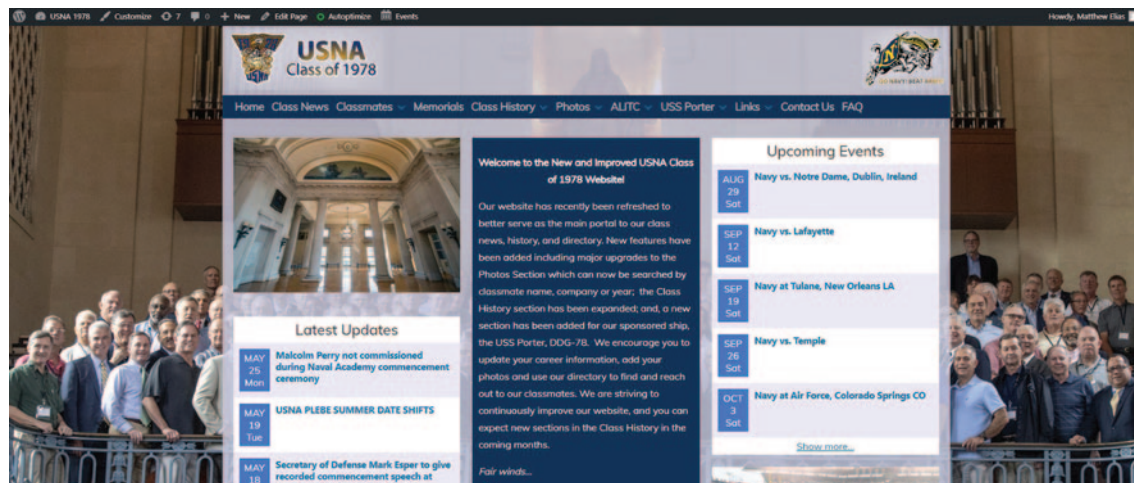 USNA 1978 Customize 7 0 New Edit Page Autoptimize Events Howdy, Matthew Elias
USNA
Class of 1978
USNA
GO NAVY! BEAT ARMY
Home Class News Classmates Memorials Class History Photos ALITC USS Porter Links Contact Us FAQ
Latest Updates
MAY
25
Mon
Malcolm Perry not commissioned
during Naval Academy commencement
ceremony
MAY
19
Tue
USNA PLEBE SUMMER DATE SHIFTS
MAY
18
Secretary of Defense Mark Esper to give
recorded commencement speech at
Welcome to the New and Improved USNA Class
of 1978 Website!
Our website has recently been refreshed to
better serve as the main portal to our class
news, history, and directory. New features have
been added including major upgrades to the
Photos Section which can now be searched by
classmate name, company or year; the Class
History section has been expanded; and, a new
section has been added for our sponsored ship,
the USS Porter, DDG-78. We encourage you to
update your career information, add your
photos and use our directory to find and reach
out to our classmates. We are striving to
continuously improve our website, and you can
expect new sections in the Class History in the
coming months.
Fair winds...
Upcoming Events
AUG
29
Sat
Navy vs. Notre Dame, Dublin, Ireland
SEP
12
Sat
Navy vs. Lafayette
SEP
19
Sat
Navy at Tulane, New Orleans LA
SEP
26
Sat
Navy vs. Temple
OCT
3
Sat
Navy at Air Force, Colorado Springs CO
Show more...